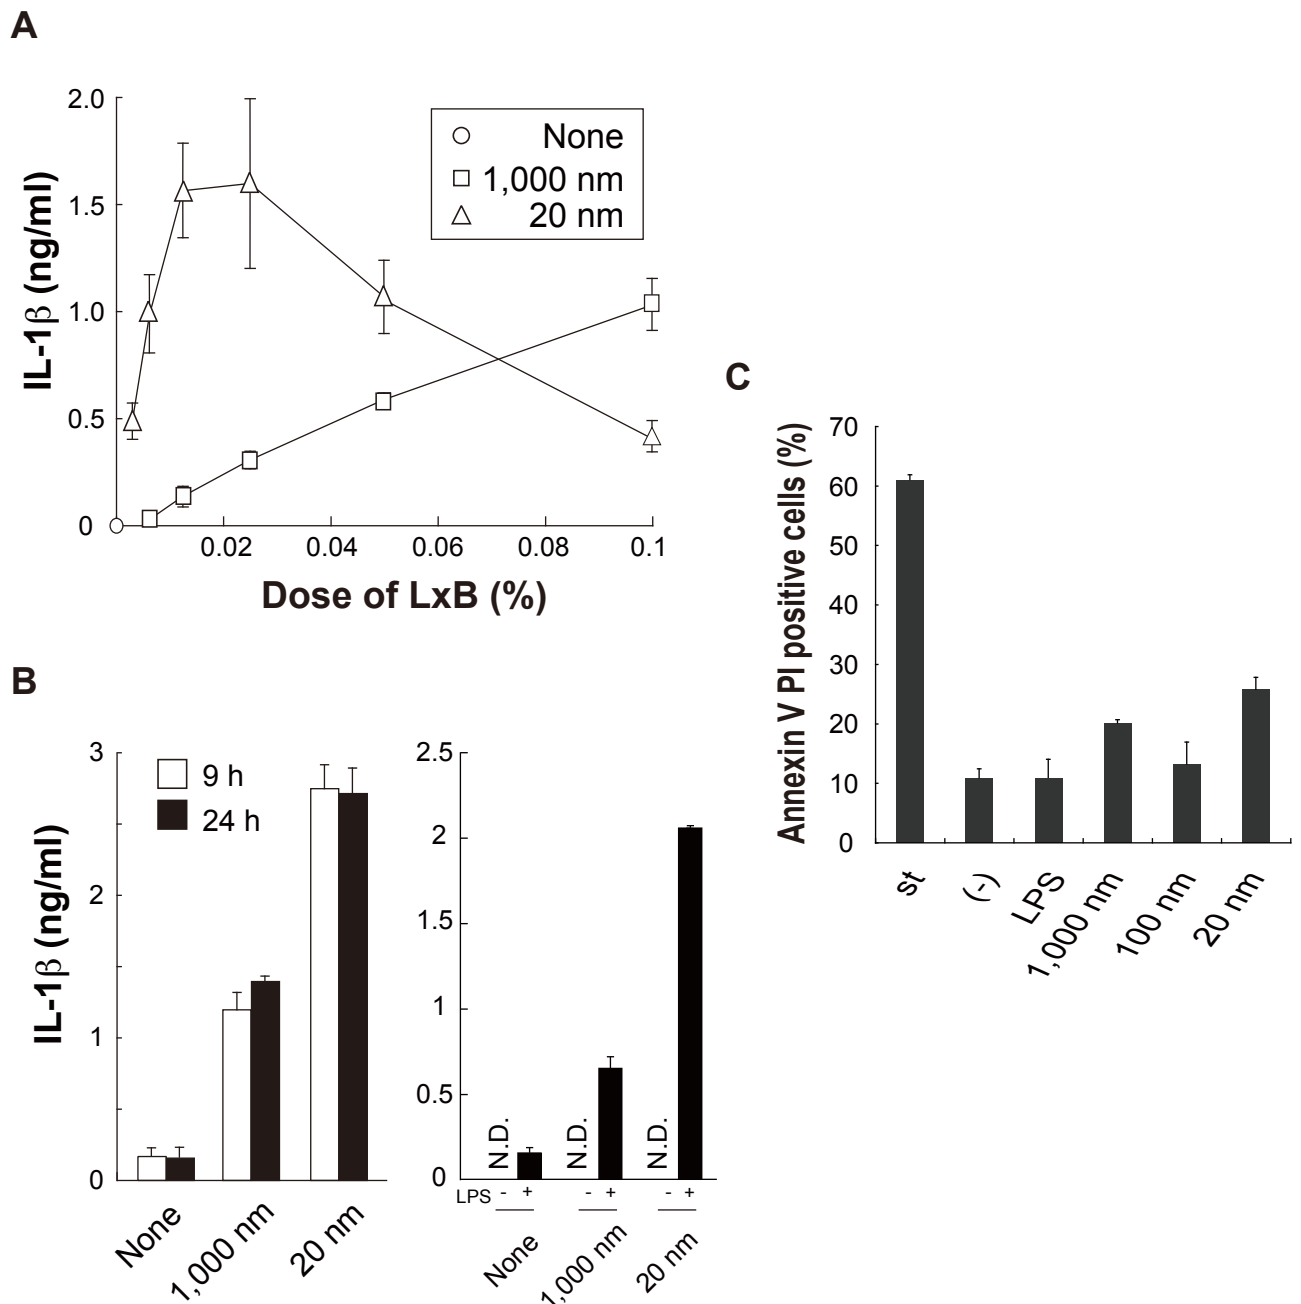 A
2.0
1.5
1.0
0.5
0
IL-1β (ng/ml)
None
1,000 nm
20 nm
0.02 0.04 0.06 0.08 0.1
Dose of LxB (%)
B
3
2
1
0
IL-1β (ng/ml)
9 h
24 h
None
1,000 nm
20 nm
2.5
2
1.5
1
0.5
0
N.D.
N.D.
N.D.
LPS - + - + - +
None
1,000 nm
20 nm
C
70
60
50
40
30
20
10
0
Annexin V PI positive cells (%)
st
(-)
LPS
1,000 nm
100 nm
20 nm